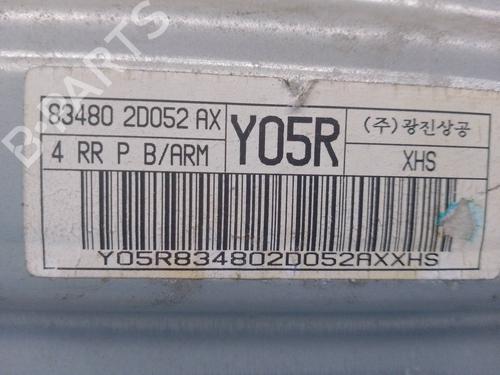 B-PARTS
83480 2D052 AX
Y05R
(주)광진상공
4 RR P B/ARM
XHS
Y05R834802D052AXXHS